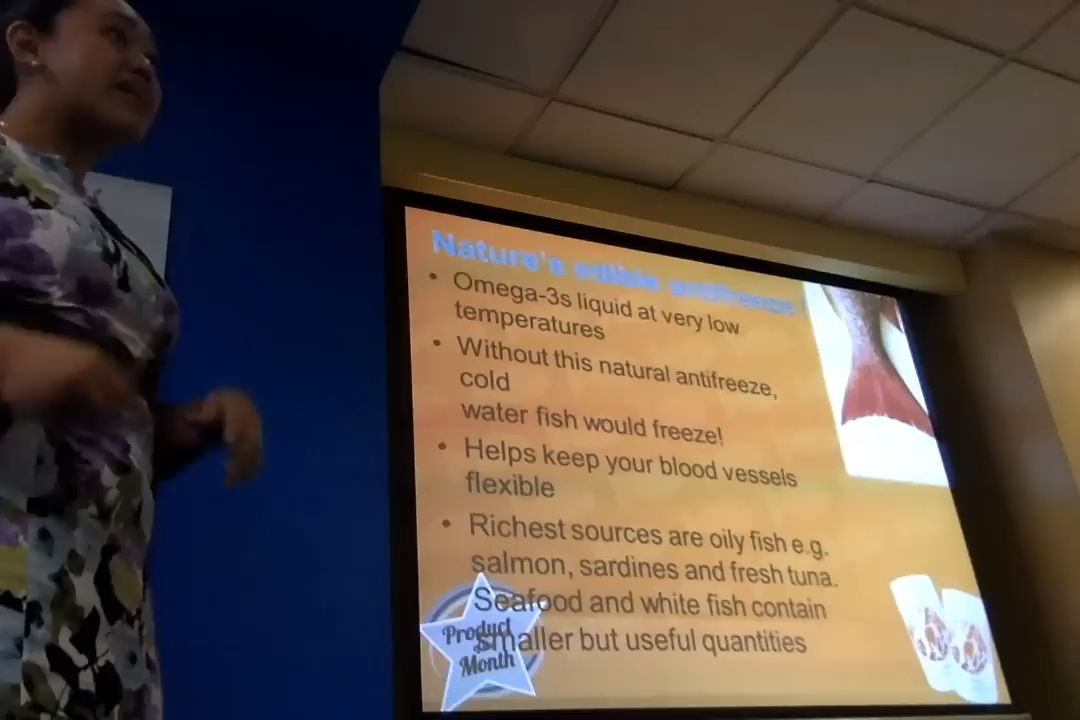 Nature's edible antifreeze
• Omega-3s liquid at very low
temperatures
• Without this natural antifreeze,
cold
water fish would freeze!
• Helps keep your blood vessels
flexible
• Richest sources are oily fish e.g.
salmon, sardines and fresh tuna.
Seafood and white fish contain
smaller but useful quantities
Product
Month